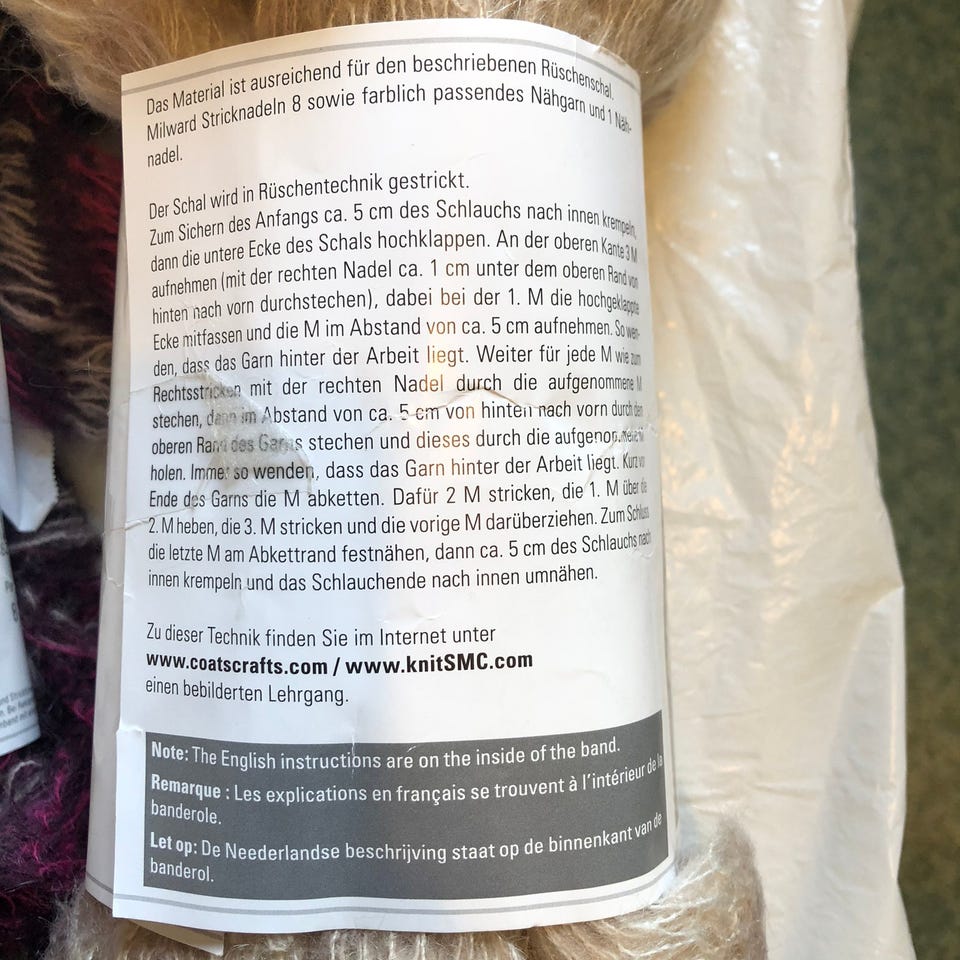 Das Material ist ausreichend für den beschriebenen Rüschenschal.
Milward Stricknadeln 8 sowie farblich passendes Nähgarn und 1 Näh-
nadel.
Der Schal wird in Rüschentechnik gestrickt.
Zum Sichern des Anfangs ca. 5 cm des Schlauchs nach innen krempeln,
dann die untere Ecke des Schals hochklappen. An der oberen Kante 3 M
aufnehmen (mit der rechten Nadel ca. 1 cm unter dem oberen Rand von
hinten nach vorn durchstechen), dabei bei der 1. M die hochgeklappte
Ecke mitfassen und die M im Abstand von ca. 5 cm aufnehmen. So wen-
den, dass das Garn hinter der Arbeit liegt. Weiter für jede M wie zum
Rechtsstricken mit der rechten Nadel durch die aufgenommene M
stechen, dann im Abstand von ca. 5 cm von hinten nach vorn durch den
oberen Rand des Garns stechen und dieses durch die aufgenommene M
holen. Immer so wenden, dass das Garn hinter der Arbeit liegt. Kurz vor
Ende des Garns die M abketten. Dafür 2 M stricken, die 1. M über die
2. M heben, die 3. M stricken und die vorige M darüberziehen. Zum Schluss
die letzte M am Abkettrand festnähen, dann ca. 5 cm des Schlauchs nach
innen krempeln und das Schlauchende nach innen umnähen.
Zu dieser Technik finden Sie im Internet unter
www.coatscrafts.com / www.knitSMC.com
einen bebilderten Lehrgang.
Note: The English instructions are on the inside of the band.
Remarque : Les explications en français se trouvent à l'intérieur de la
banderole.
Let op: De Neederlandse beschrijving staat op de binnenkant van de
banderol.